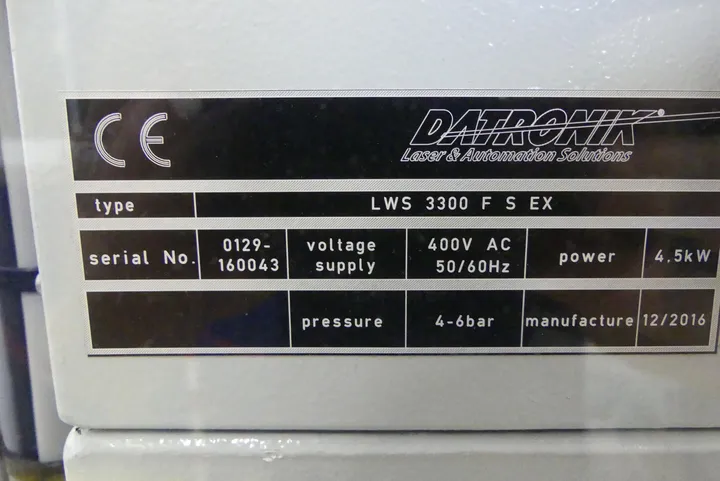 CE
DATRONIK®
Laser & Automation Solutions
type LWS 3300 F S EX
serial No. 0129-160043 voltage supply 400V AC 50/60Hz power 4.5kW
pressure 4-6bar manufacture 12/2016